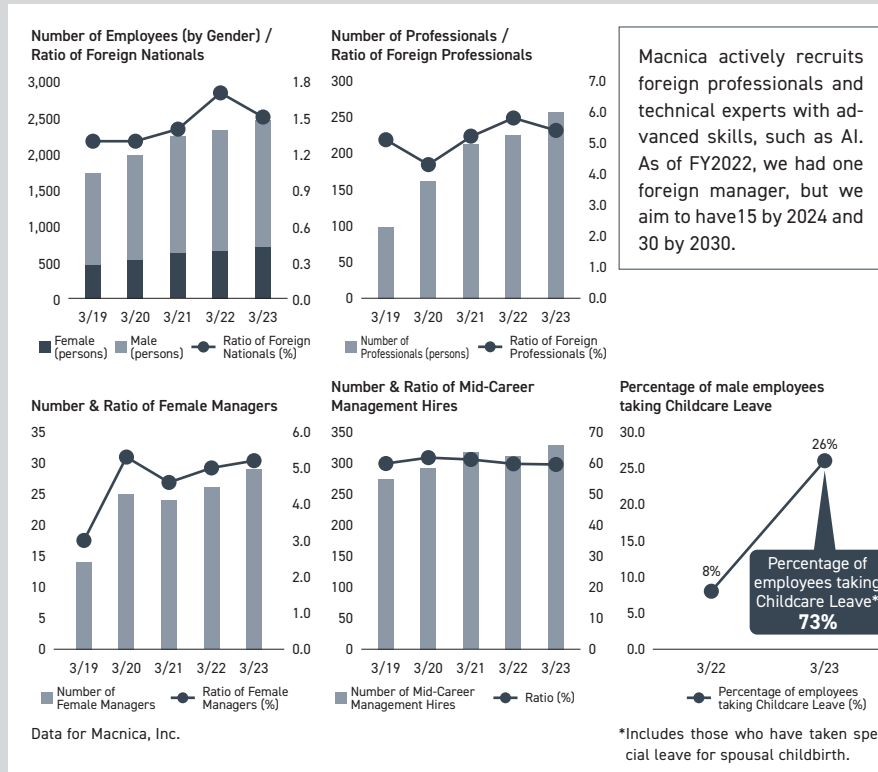 Number of Employees (by Gender) /
Ratio of Foreign Nationals
3,000
2,500
2,000
1,500
1,000
500
0
1.8
1.5
1.2
0.9
0.6
0.3
0.0
3/19 3/20 3/21 3/22 3/23
Female
(persons)
Male
(persons)
Ratio of Foreign
Nationals (%)
Number of Professionals /
Ratio of Foreign Professionals
300
250
200
150
100
50
0
7.0
6.0
5.0
4.0
3.0
2.0
1.0
0.0
3/19 3/20 3/21 3/22 3/23
Number of
Professionals (persons)
Ratio of Foreign
Professionals (%)
Macnica actively recruits
foreign professionals and
technical experts with ad-
vanced skills, such as AI.
As of FY2022, we had one
foreign manager, but we
aim to have15 by 2024 and
30 by 2030.
Number & Ratio of Female Managers
35
30
25
20
15
10
5
0
6.0
5.0
4.0
3.0
2.0
1.0
0.0
3/19 3/20 3/21 3/22 3/23
Number of
Female Managers
Ratio of Female
Managers (%)
Number & Ratio of Mid-Career
Management Hires
350
300
250
200
150
100
50
0
70
60
50
40
30
20
10
0
3/19 3/20 3/21 3/22 3/23
Number of Mid-Career
Management Hires
Ratio (%)
Percentage of male employees
taking Childcare Leave
30.0
25.0
20.0
15.0
10.0
5.0
0.0
8%
26%
Percentage of
employees taking
Childcare Leave*
73%
3/22 3/23
Percentage of employees
taking Childcare Leave (%)
Data for Macnica, Inc.
*Includes those who have taken spe
cial leave for spousal childbirth.